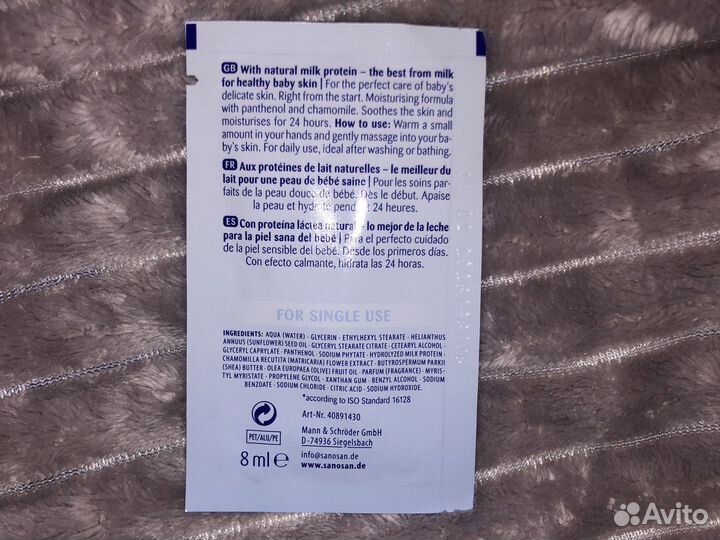 GB With natural milk protein – the best from milk
for healthy baby skin | For the perfect care of baby's
delicate skin. Right from the start. Moisturising formula
with panthenol and chamomile. Soothes the skin and
moisturises for 24 hours. How to use: Warm a small
amount in your hands and gently massage into your ba-
by's skin. For daily use, ideal after washing or bathing.
FR Aux protéines de lait naturelles – le meilleur du
lait pour une peau de bébé saine | Pour les soins par-
faits de la peau douce de bébé. Dès le début. Apaise
la peau et hydrate pendant 24 heures.
ES Con proteína láctea natural – lo mejor de la leche
para la piel sana del bebé | Para el perfecto cuidado
de la piel sensible del bebé. Desde los primeros días.
Con efecto calmante, hidrata las 24 horas.
FOR SINGLE USE
INGREDIENTS: AQUA (WATER) · GLYCERIN · ETHYLHEXYL STEARATE · HELIANTHUS
ANNUUS (SUNFLOWER) SEED OIL · GLYCERYL STEARATE CITRATE · CETEARYL ALCOHOL ·
GLYCERYL CAPRYLATE · PANTHENOL · SODIUM PHYTATE · HYDROLYZED MILK PROTEIN ·
CHAMOMILLA RECUTITA (MATRICARIA) FLOWER EXTRACT · BUTYROSPERMUM PARKII
(SHEA) BUTTER · OLEA EUROPAEA (OLIVE) FRUIT OIL · PARFUM (FRAGRANCE) · MYRIS-
TYL MYRISTATE · PROPYLENE GLYCOL · XANTHAN GUM · BENZYL ALCOHOL · SODIUM
BENZOATE · SODIUM CHLORIDE · CITRIC ACID · SODIUM HYDROXIDE.
*according to ISO Standard 16128
Art-Nr. 40891430
Mann & Schröder GmbH
D-74936 Siegelsbach
info@sanosan.de
www.sanosan.de
PET/ALU/PE
8 ml e
Avito